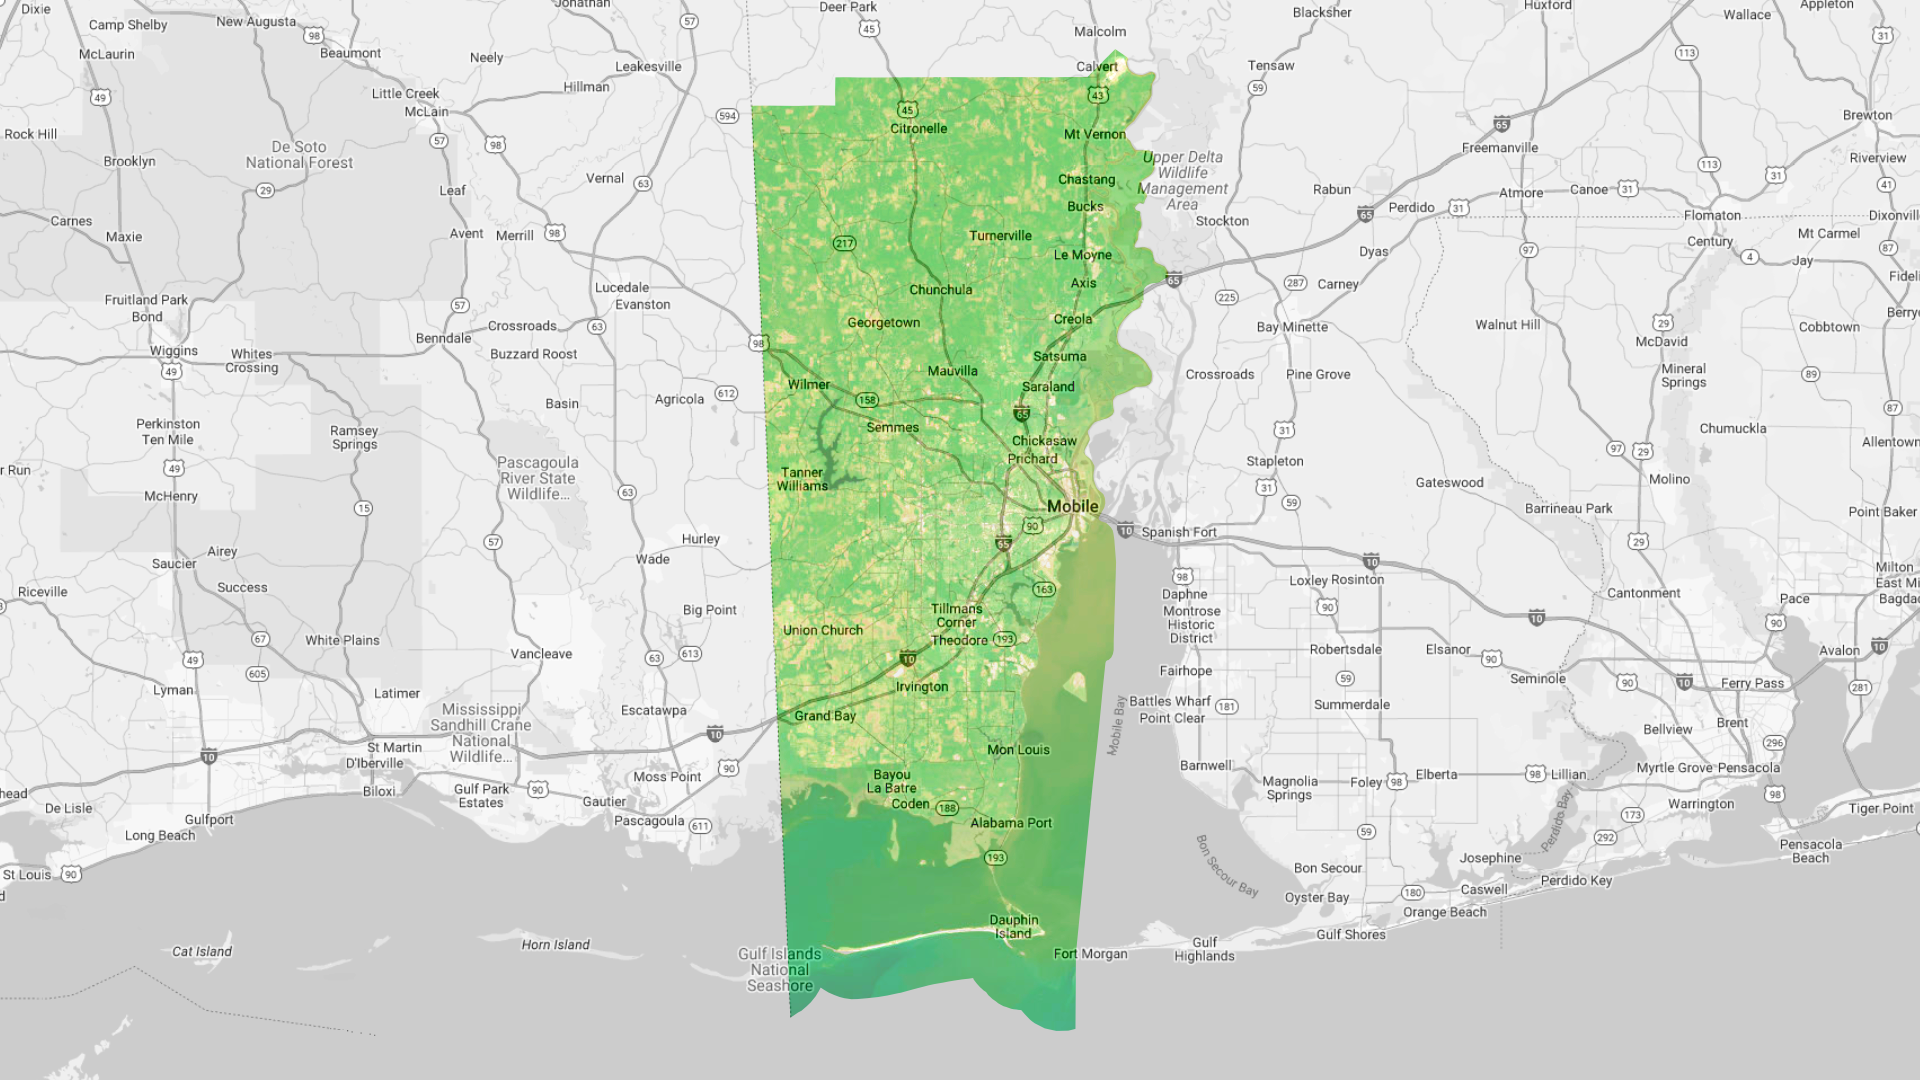 Dixie
Camp Shelby
New Augusta
98
Beaumont
Jonathan
57
Deer Park
45
Malcolm
Blacksher
Huxford
Wallace
Appleton
31
McLaurin
Neely
Leakesville
Calvert
Tensaw
113
49
Little Creek
McLain
Hillman
594
45
43
59
Brewton
Rock Hill
De Soto
National Forest
57
98
Citronelle
Mt Vernon
65
Freemanville
Brooklyn
29
Leaf
Vernal
63
Upper Delta
Wildlife
Management
Area
Chastang
Bucks
Rabun
Atmore
Canoe
31
113
31
Riverview
41
Carnes
Maxie
Avent
Merrill
98
217
Turnerville
Stockton
65
Perdido
31
Flomaton
Dixonvill
Century
Mt Carmel
87
Le Moyne
Dyas
97
4
Jay
Fideli
Fruitland Park
Bond
57
Lucedale
Evanston
Chunchula
Axis
65
225
287
Carney
Crossroads
63
Georgetown
Creola
Bay Minette
Walnut Hill
29
McDavid
Cobbtown
Berry
Benndale
Wiggins
49
Whites
Crossing
Buzzard Roost
98
Mauvilla
Satsuma
Crossroads
Pine Grove
Mineral
Springs
89
Wilmer
158
Saraland
Basin
Agricola
612
65
87
Perkinston
Ten Mile
Ramsey
Springs
Semmes
Chickasaw
Prichard
31
Chumuckla
Allentown
r Run
49
Pascagoula
River State
Wildlife...
Tanner
Williams
Stapleton
97
29
McHenry
15
63
Mobile
31
59
Gateswood
Molino
90
10
Spanish Fort
Barrineau Park
Point Baker
Airey
57
Hurley
65
29
Saucier
Wade
10
Success
163
98
Loxley
Rosinton
Milton
East Mi
Riceville
Daphne
Cantonment
Pace
Bagda
Big Point
Tillmans
Corner
Montrose
Historic
District
90
10
67
White Plains
Union Church
Theodore
193
90
Vancleave
63
613
10
Robertsdale
Elsanor
90
Avalon
10
49
605
Fairhope
59
Seminole
90
10
Ferry Pass
281
Lyman
Latimer
Irvington
Battles Wharf
Point Clear
181
Summerdale
Mississippi
Sandhill Crane
National
Wildlife...
Escatawpa
Grand Bay
Mobile Bay
Bellview
Brent
10
St Martin
D'Iberville
10
Mon Louis
296
90
Barnwell
Myrtle Grove
Pensacola
head
Biloxi
Gulf Park
Estates
90
Moss Point
Bayou
La Batre
Magnolia
Springs
Foley
98
Elberta
98
Lillian
98
De Lisle
Gautier
Coden
188
Warrington
Tiger Point
Gulfport
Long Beach
Pascagoula
611
Alabama Port
59
Perdido Bay
173
292
Pensacola
Beach
193
Bon Secour Bay
Josephine
St Louis
90
Bon Secour
Perdido Key
180
Caswell
Oyster Bay
Orange Beach
Dauphin
Island
Cat Island
Horn Island
Gulf Islands
National
Seashore
Fort Morgan
Gulf
Highlands
Gulf Shores